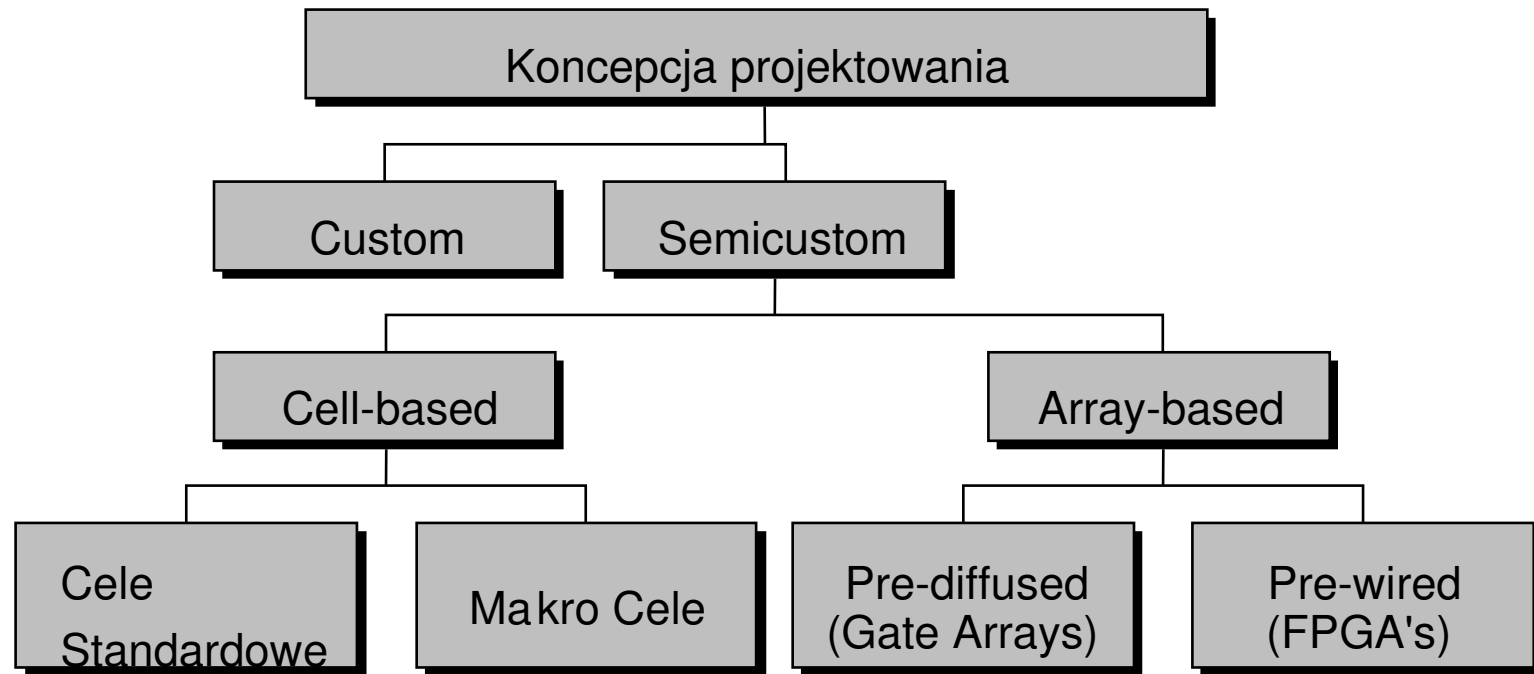 Koncepcja projektowania
Custom
Semicustom
Cell-based
Array-based
Cele
Standardowe
Makro Cele
Pre-diffused
(Gate Arrays)
Pre-wired
(FPGA's)